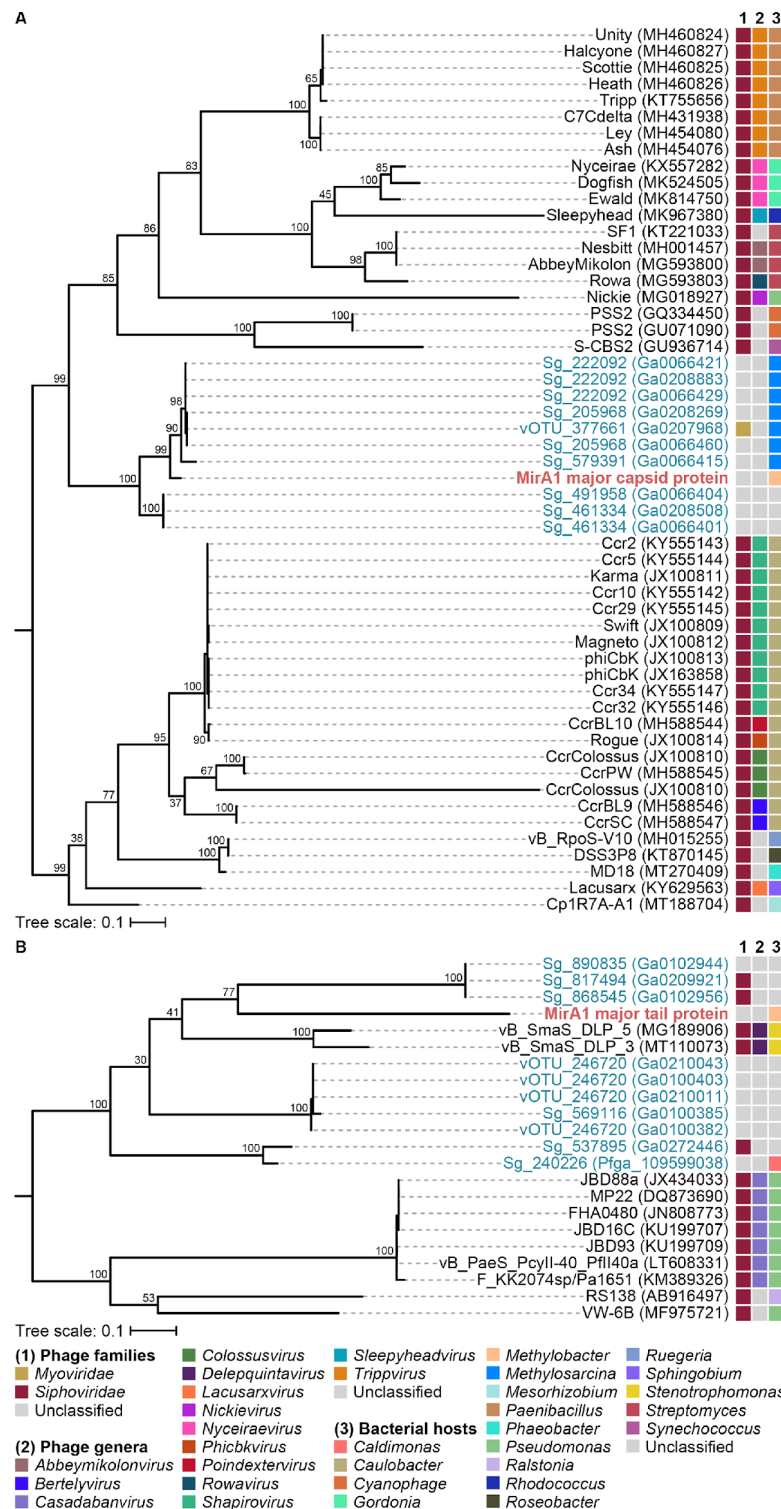 A
1 2 3
Unity (MH460824)
Halcyone (MH460827)
Scottie (MH460825)
65
Heath (MH460826)
Tripp (KT755656)
100
C7Cdelta (MH431938)
Ley (MH454080)
100
Ash (MH454076)
83
85
Nyceirae (KX557282)
100
Dogfish (MK524505)
45
Ewald (MK814750)
Sleepyhead (MK967380)
86
100
SF1 (KT221033)
100
Nesbitt (MH001457)
98
AbbeyMikolon (MG593800)
85
Rowa (MG593803)
Nickie (MG018927)
100
PSS2 (GQ334450)
100
PSS2 (GU071090)
S-CBS2 (GU936714)
99
Sg_222092 (Ga0066421)
Sg_222092 (Ga0208883)
98
Sg_222092 (Ga0066429)
Sg_205968 (Ga0208269)
90
vOTU_377661 (Ga0207968)
99
Sg_205968 (Ga0066460)
Sg_579391 (Ga0066415)
100
MirA1 major capsid protein
100
Sg_491958 (Ga0066404)
Sg_461334 (Ga0208508)
Sg_461334 (Ga0066401)
Ccr2 (KY555143)
Ccr5 (KY555144)
Karma (JX100811)
Ccr10 (KY555142)
Ccr29 (KY555145)
Swift (JX100809)
Magneto (JX100812)
phiCbK (JX100813)
phiCbK (JX163858)
100
Ccr34 (KY555147)
Ccr32 (KY555146)
CcrBL10 (MH588544)
95
90
Rogue (JX100814)
100
CcrColossus (JX100810)
67
CcrPW (MH588545)
77
37
CcrColossus (JX100810)
100
CcrBL9 (MH588546)
CcrSC (MH588547)
38
100
vB_RpoS-V10 (MH015255)
100
DSS3P8 (KT870145)
99
MD18 (MT270409)
Lacusarx (KY629563)
Cp1R7A-A1 (MT188704)
Tree scale: 0.1
B
1 2 3
Sg_890835 (Ga0102944)
100
Sg_817494 (Ga0209921)
77
Sg_868545 (Ga0102956)
41
MirA1 major tail protein
100
vB_SmaS_DLP_5 (MG189906)
30
vB_SmaS_DLP_3 (MT110073)
vOTU_246720 (Ga0210043)
vOTU_246720 (Ga0100403)
100
100
vOTU_246720 (Ga0210011)
Sg_569116 (Ga0100385)
vOTU_246720 (Ga0100382)
100
Sg_537895 (Ga0272446)
Sg_240226 (Pfga_109599038)
JBD88a (JX434033)
MP22 (DQ873690)
FHA0480 (JN808773)
JBD16C (KU199707)
JBD93 (KU199709)
100
vB_PaeS_PcyII-40_PfII40a (LT608331)
100
F_KK2074sp/Pa1651 (KM389326)
53
RS138 (AB916497)
VW-6B (MF975721)
Tree scale: 0.1
(1) Phage families
Myoviridae
Siphoviridae
Unclassified
(2) Phage genera
Abbeymikolonvirus
Bertelyvirus
Casadabanvirus
Colossusvirus
Delepquintavirus
Lacusarxvirus
Nickievirus
Nyceiraevirus
Phicbkvirus
Poindextervirus
Rowavirus
Shapirovirus
Sleepyheadvirus
Trippvirus
Unclassified
(3) Bacterial hosts
Caldimonas
Caulobacter
Cyanophage
Gordonia
Methylobacter
Methylosarcina
Mesorhizobium
Paenibacillus
Phaeobacter
Pseudomonas
Ralstonia
Rhodococcus
Roseobacter
Ruegeria
Sphingobium
Stenotrophomonas
Streptomyces
Synechococcus
Unclassified